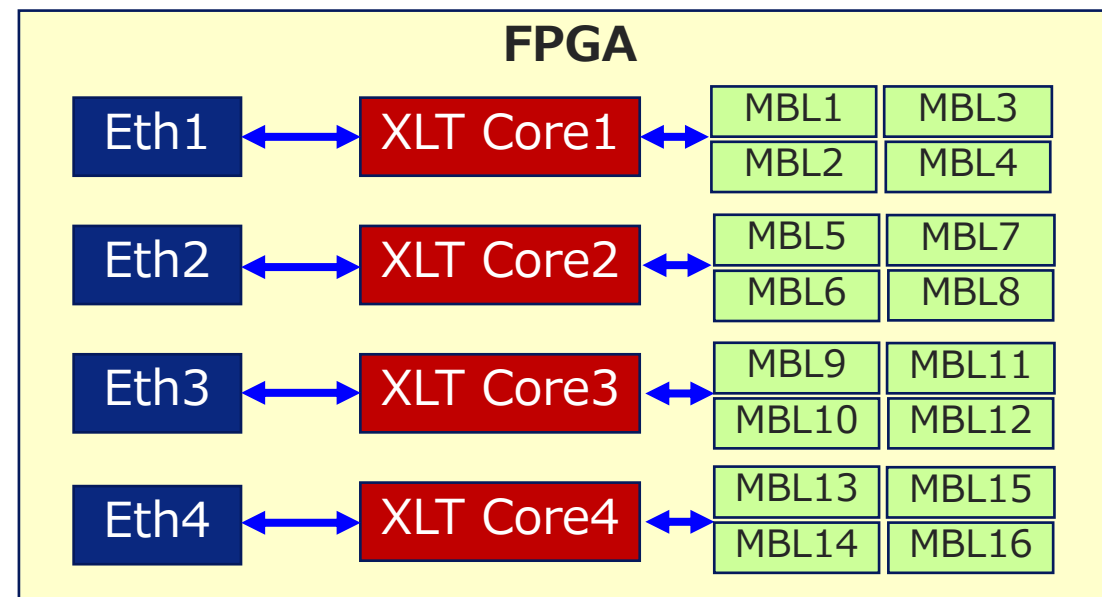 FPGA
Eth1
XLT Core1
MBL1
MBL3
MBL2
MBL4
Eth2
XLT Core2
MBL5
MBL7
MBL6
MBL8
Eth3
XLT Core3
MBL9
MBL11
MBL10
MBL12
Eth4
XLT Core4
MBL13
MBL15
MBL14
MBL16